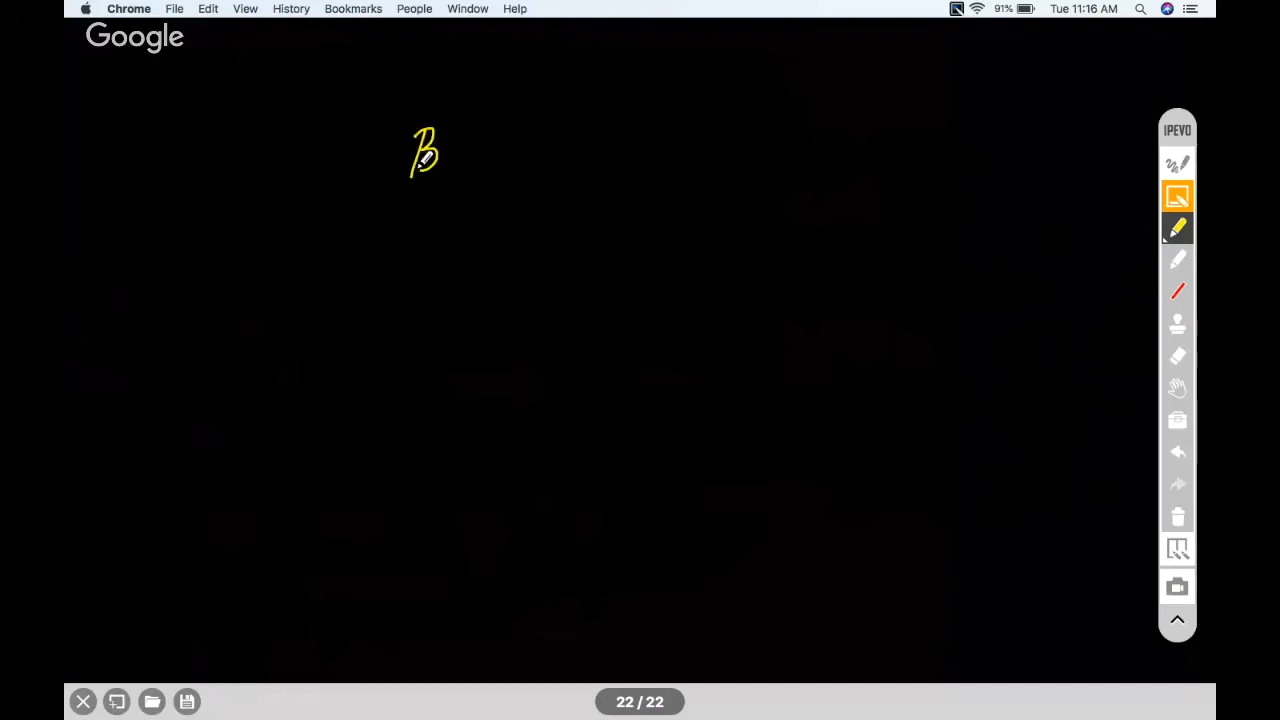 Chrome File Edit View History Bookmarks People Window Help 91% Tue 11:16 AM
Google
B
IPEVO
22 / 22